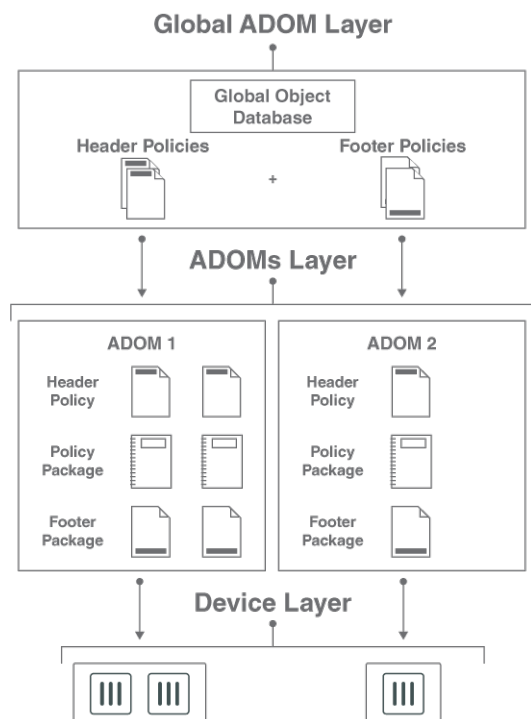 Global ADOM Layer
Global Object
Database
Header Policies
Footer Policies
+
ADOMs Layer
ADOM 1
Header
Policy
Policy
Package
Footer
Package
ADOM 2
Header
Policy
Policy
Package
Footer
Package
Device Layer